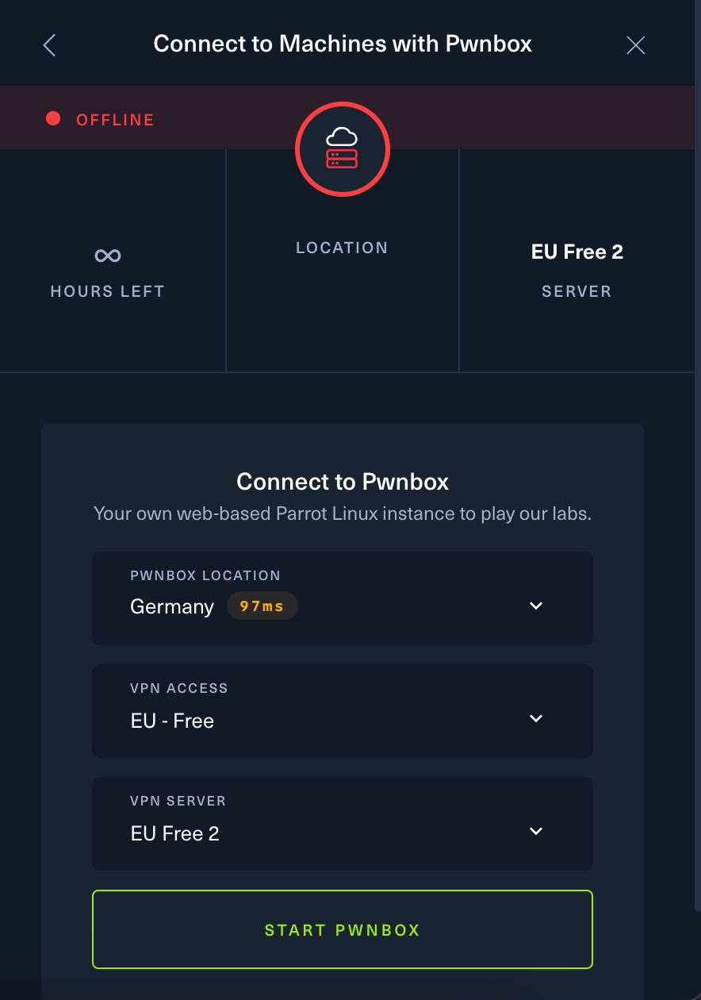 Connect to Machines with Pwnbox
OFFLINE
∞
HOURS LEFT
LOCATION
EU Free 2
SERVER
Connect to Pwnbox
Your own web-based Parrot Linux instance to play our labs.
PWNBOX LOCATION
Germany 97ms
VPN ACCESS
EU - Free
VPN SERVER
EU Free 2
START PWNBOX